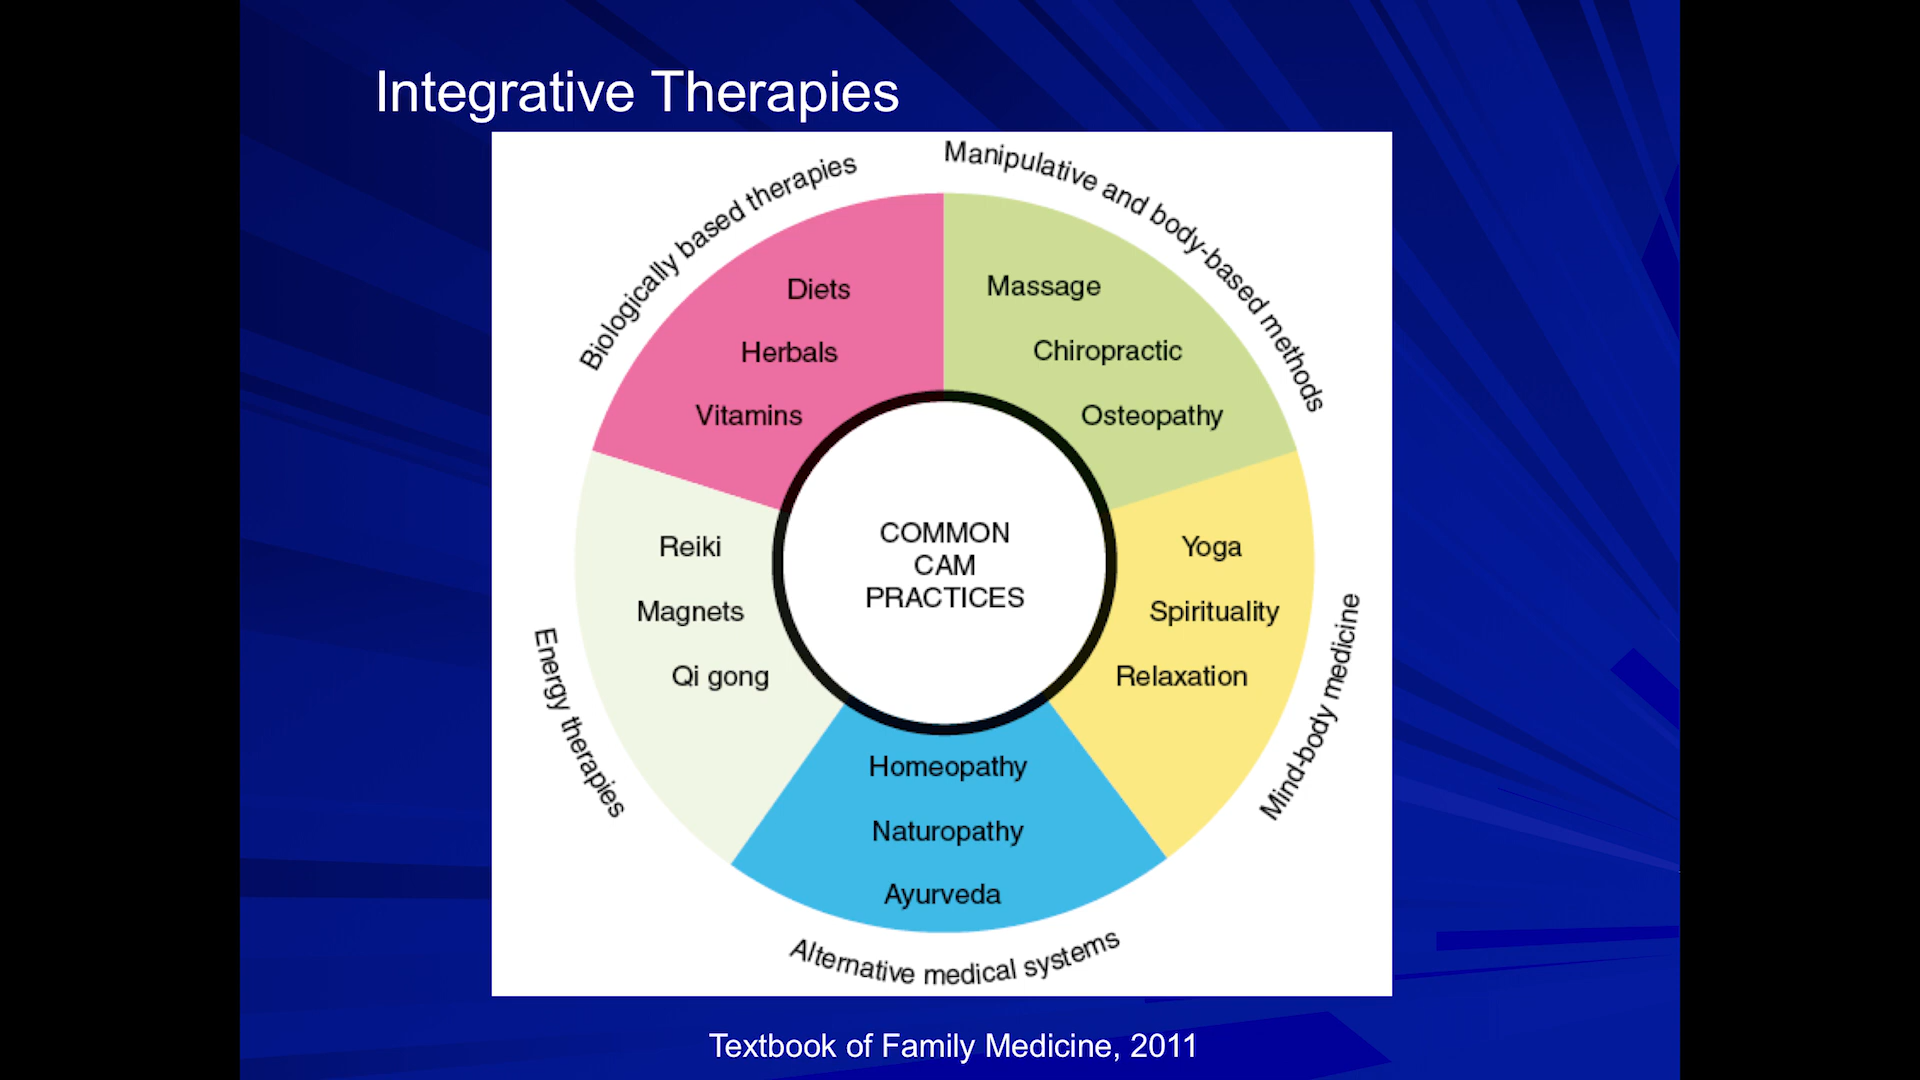 Integrative Therapies
Biologically based therapies
Manipulative and body-based methods
Diets
Herbals
Vitamins
Massage
Chiropractic
Osteopathy
COMMON
CAM
PRACTICES
Reiki
Magnets
Qi gong
Energy therapies
Yoga
Spirituality
Relaxation
Mind-body medicine
Homeopathy
Naturopathy
Ayurveda
Alternative medical systems
Textbook of Family Medicine, 2011